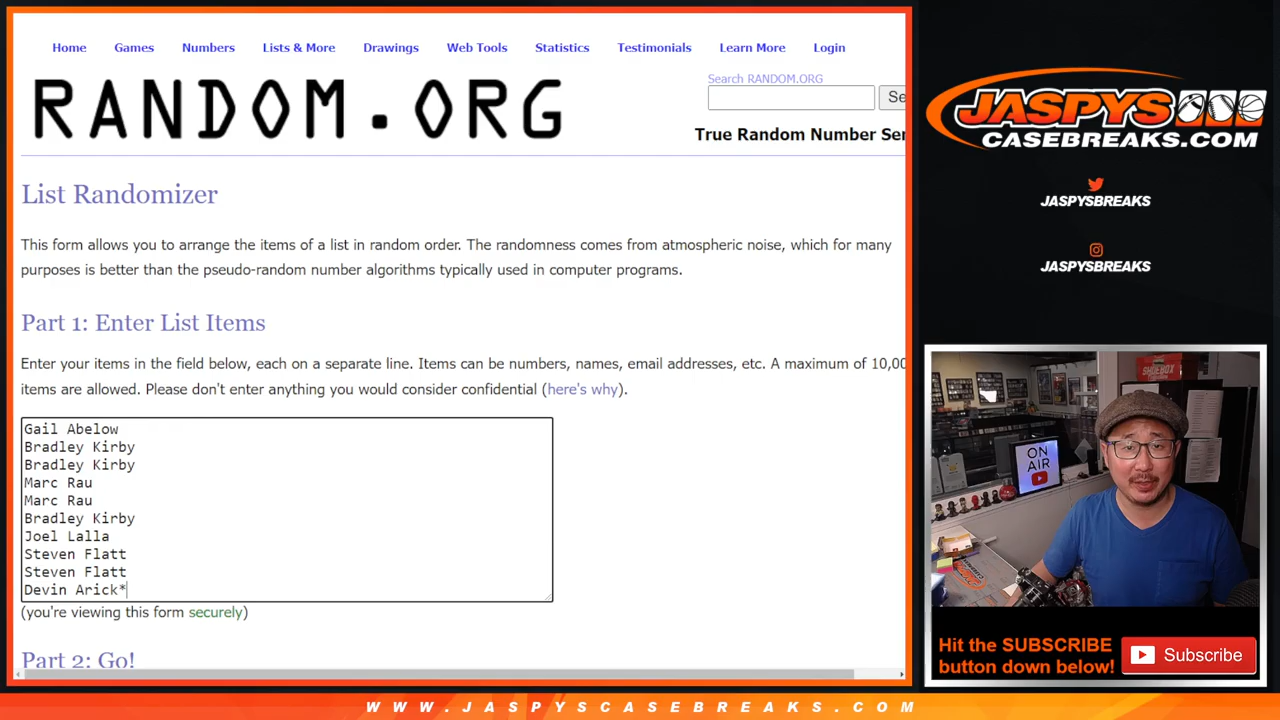 Home Games Numbers Lists & More Drawings Web Tools Statistics Testimonials Learn More Login
RANDOM.ORG
Search RANDOM.ORG
Se
True Random Number Ser
List Randomizer
This form allows you to arrange the items of a list in random order. The randomness comes from atmospheric noise, which for many
purposes is better than the pseudo-random number algorithms typically used in computer programs.
Part 1: Enter List Items
Enter your items in the field below, each on a separate line. Items can be numbers, names, email addresses, etc. A maximum of 10,00
items are allowed. Please don't enter anything you would consider confidential (here's why).
Gail Abelow
Bradley Kirby
Bradley Kirby
Marc Rau
Marc Rau
Bradley Kirby
Joel Lalla
Steven Flatt
Steven Flatt
Devin Arick*
(you're viewing this form securely)
Part 2: Go!
JASPYS
CASEBREAKS.COM
JASPYSBREAKS
JASPYSBREAKS
SHOEBOX
ON
AIR
Hit the SUBSCRIBE
button down below!
Subscribe
WWW.JASPYSCASEBREAKS.COM